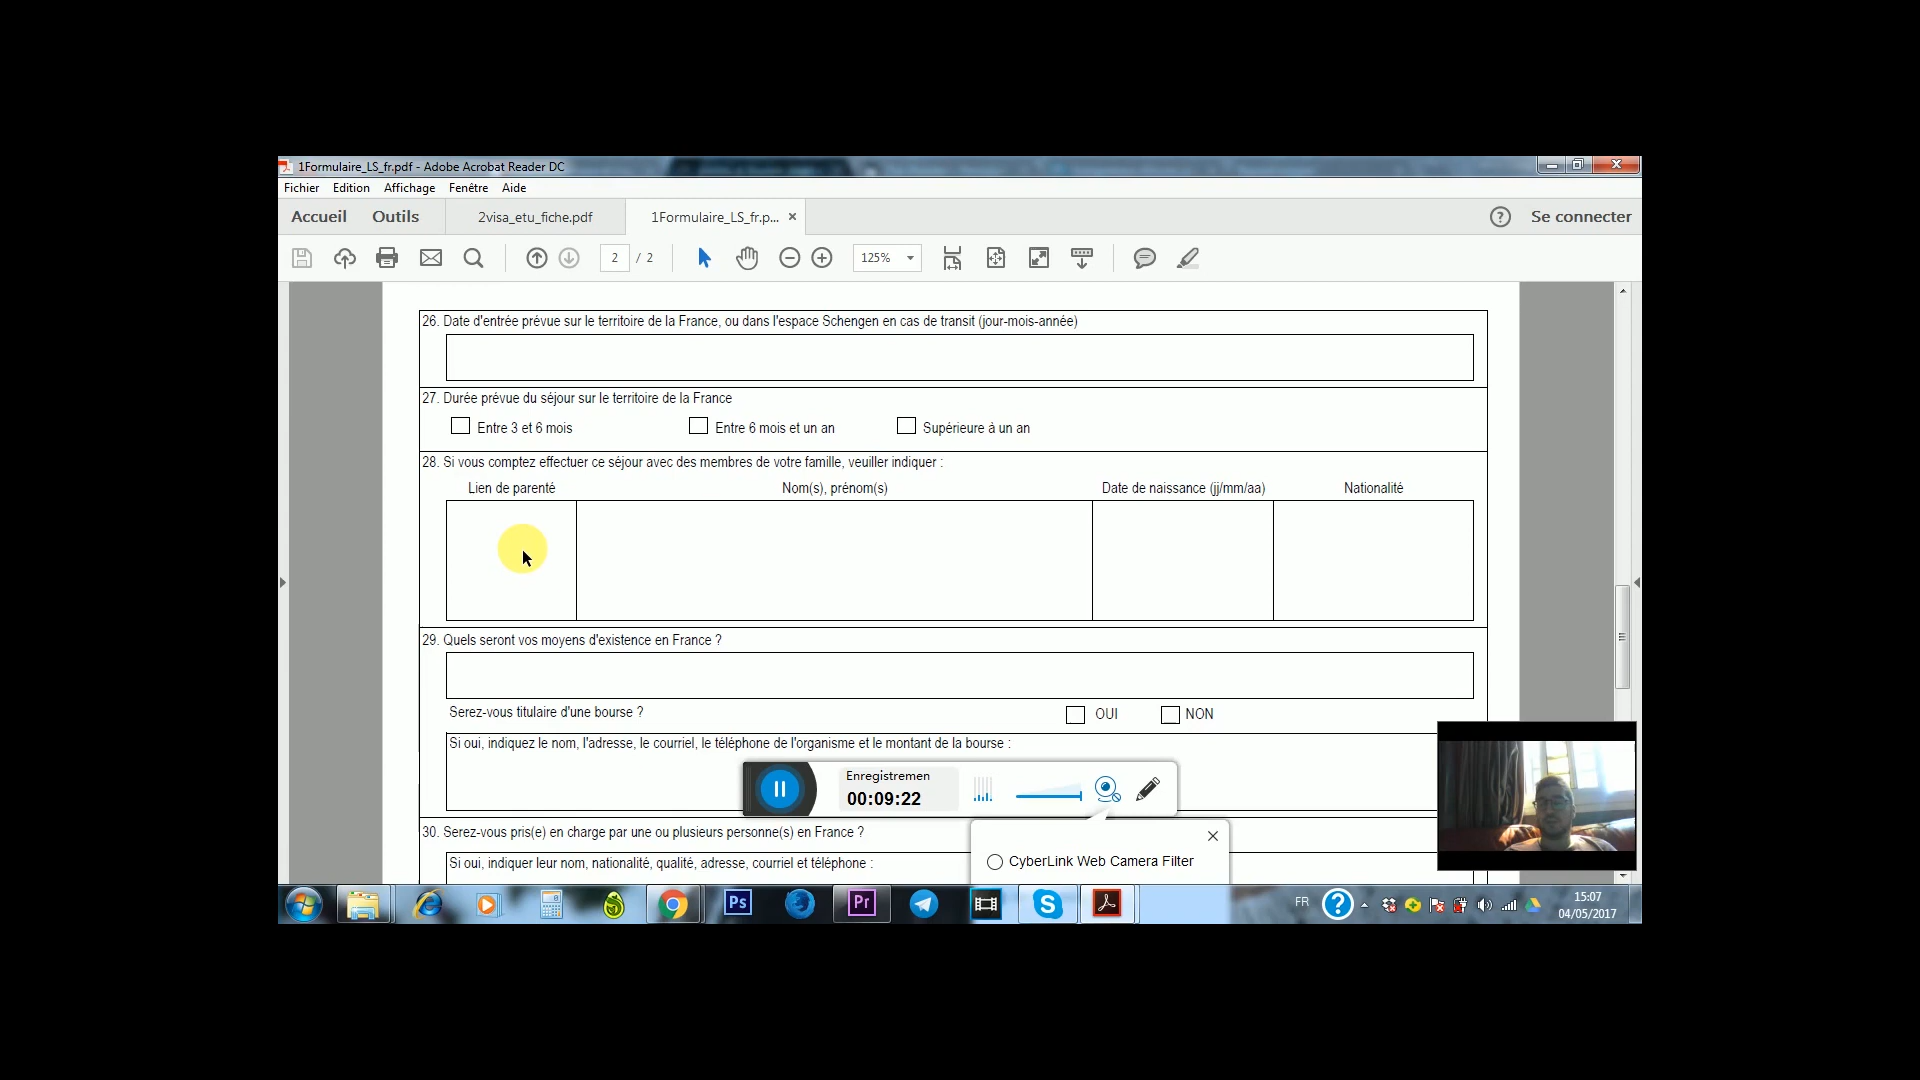 1Formulaire_LS_fr.pdf - Adobe Acrobat Reader DC
Fichier Edition Affichage Fenêtre Aide
Accueil Outils 2visa_etu_fiche.pdf 1Formulaire_LS_fr.p... × ? Se connecter
2 / 2 125%
26. Date d'entrée prévue sur le territoire de la France, ou dans l'espace Schengen en cas de transit (jour-mois-année)
27. Durée prévue du séjour sur le territoire de la France
Entre 3 et 6 mois Entre 6 mois et un an Supérieure à un an
28. Si vous comptez effectuer ce séjour avec des membres de votre famille, veuiller indiquer :
Lien de parenté Nom(s), prénom(s) Date de naissance (jj/mm/aa) Nationalité
29. Quels seront vos moyens d'existence en France ?
Serez-vous titulaire d'une bourse ? OUI NON
Si oui, indiquez le nom, l'adresse, le courriel, le téléphone de l'organisme et le montant de la bourse :
Enregistremen
00:09:22
30. Serez-vous pris(e) en charge par une ou plusieurs personne(s) en France ?
Si oui, indiquer leur nom, nationalité, qualité, adresse, courriel et téléphone :
CyberLink Web Camera Filter
Ps Pr S FR ? 15:07
04/05/2017